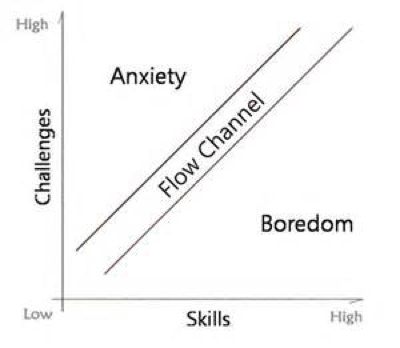 High
Anxiety
Challenges
Flow Channel
Boredom
Low
Skills
High